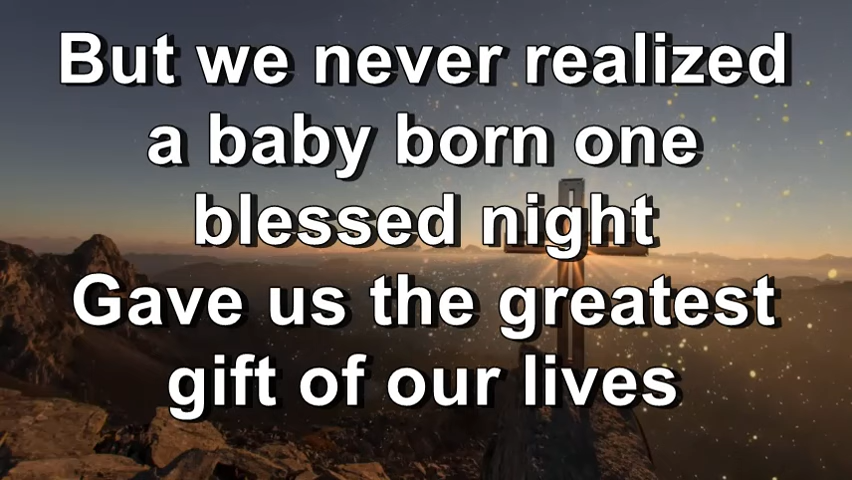 But we never realized
a baby born one
blessed night
Gave us the greatest
gift of our lives